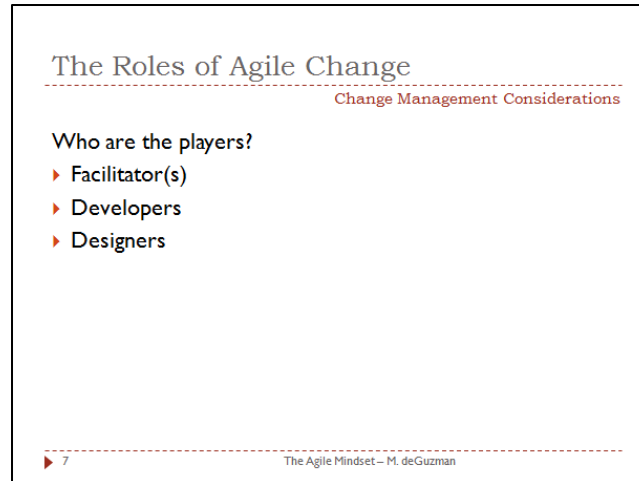 The Roles of Agile Change
Change Management Considerations
Who are the players?
Facilitator(s)
Developers
Designers
7
The Agile Mindset – M. deGuzman